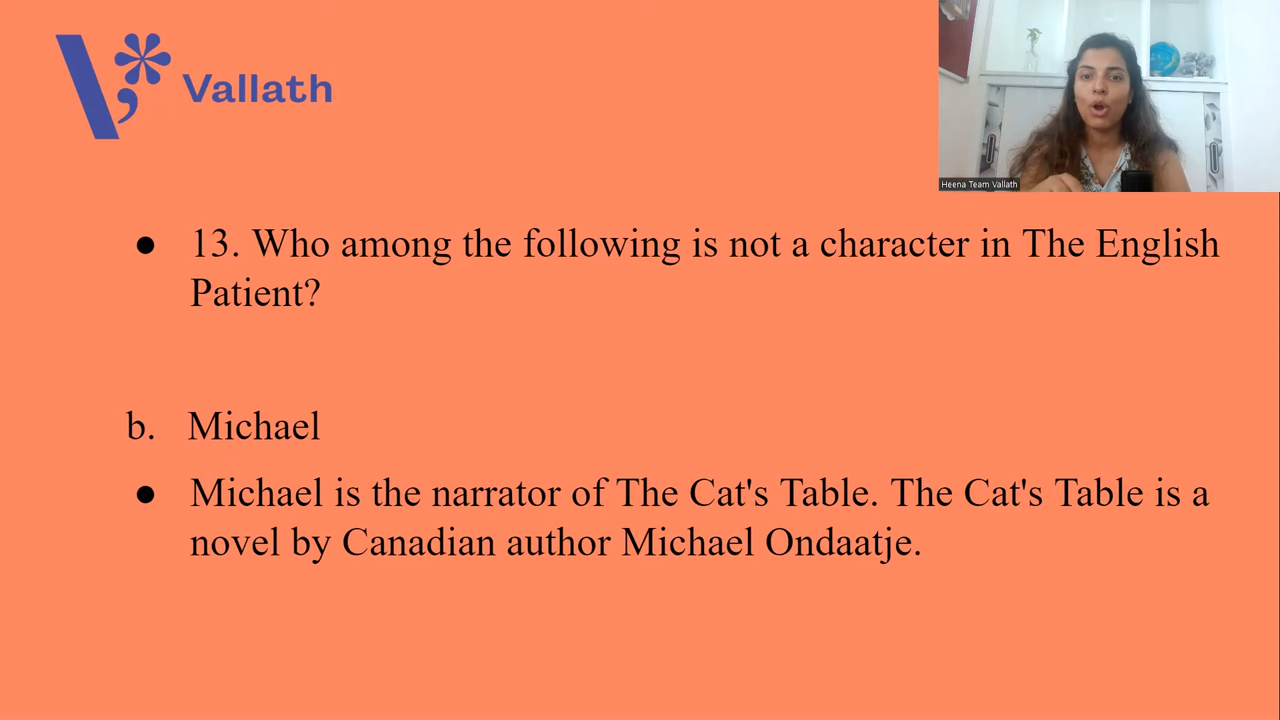 Vallath
Heena Team Vallath
● 13. Who among the following is not a character in The English
Patient?
b. Michael
● Michael is the narrator of The Cat's Table. The Cat's Table is a
novel by Canadian author Michael Ondaatje.